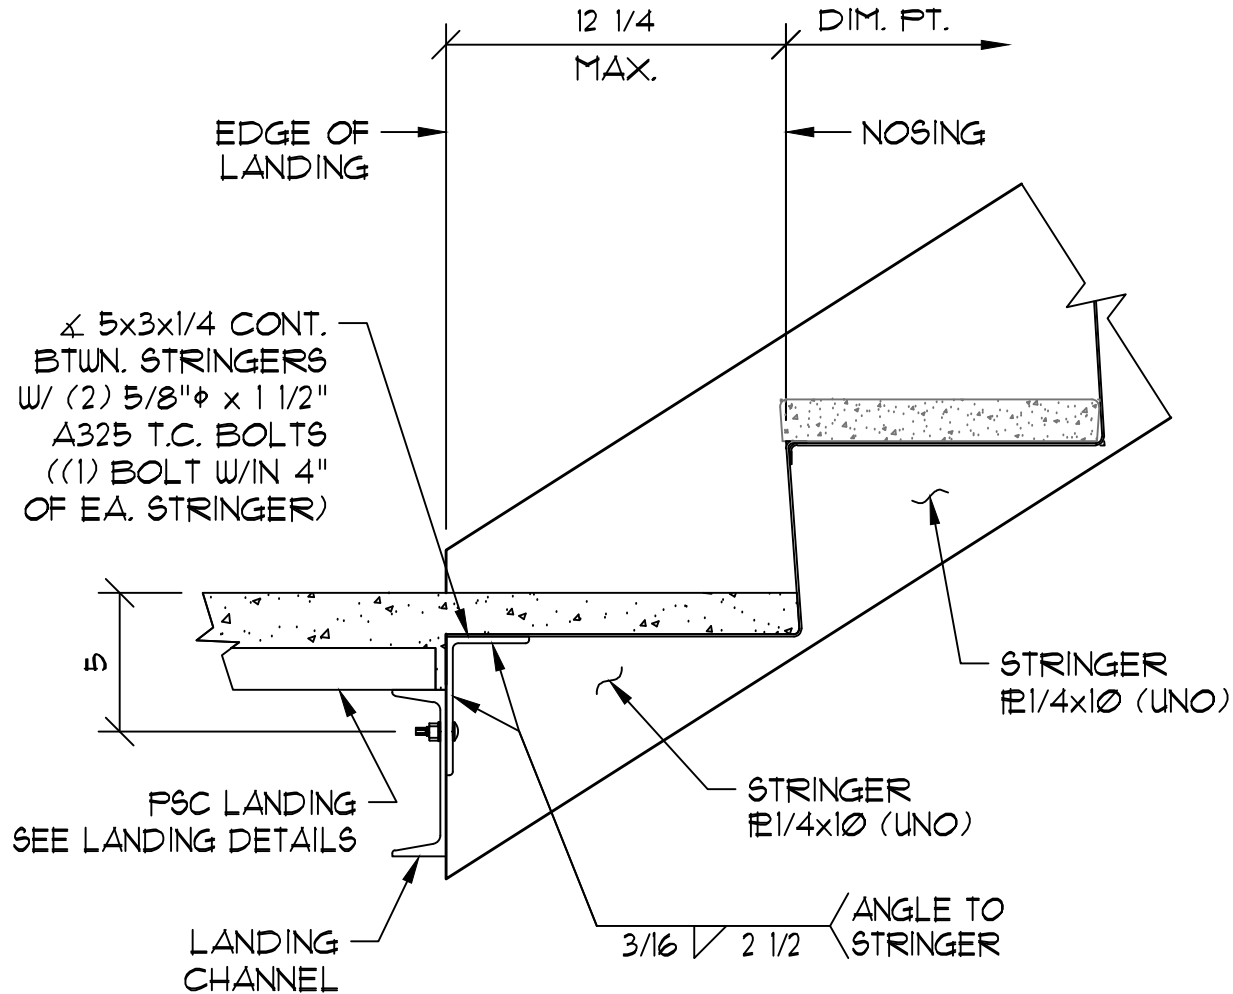 12 1/4
MAX.
DIM. PT.
EDGE OF
LANDING
NOSING
∡ 5x3x1/4 CONT.
BTWN. STRINGERS
W/ (2) 5/8"ϕ x 1 1/2"
A325 T.C. BOLTS
((1) BOLT W/IN 4"
OF EA. STRINGER)
5
STRINGER
PL1/4x10 (UNO)
STRINGER
PL1/4x10 (UNO)
PSC LANDING
SEE LANDING DETAILS
LANDING
CHANNEL
3/16
2 1/2
ANGLE TO
STRINGER